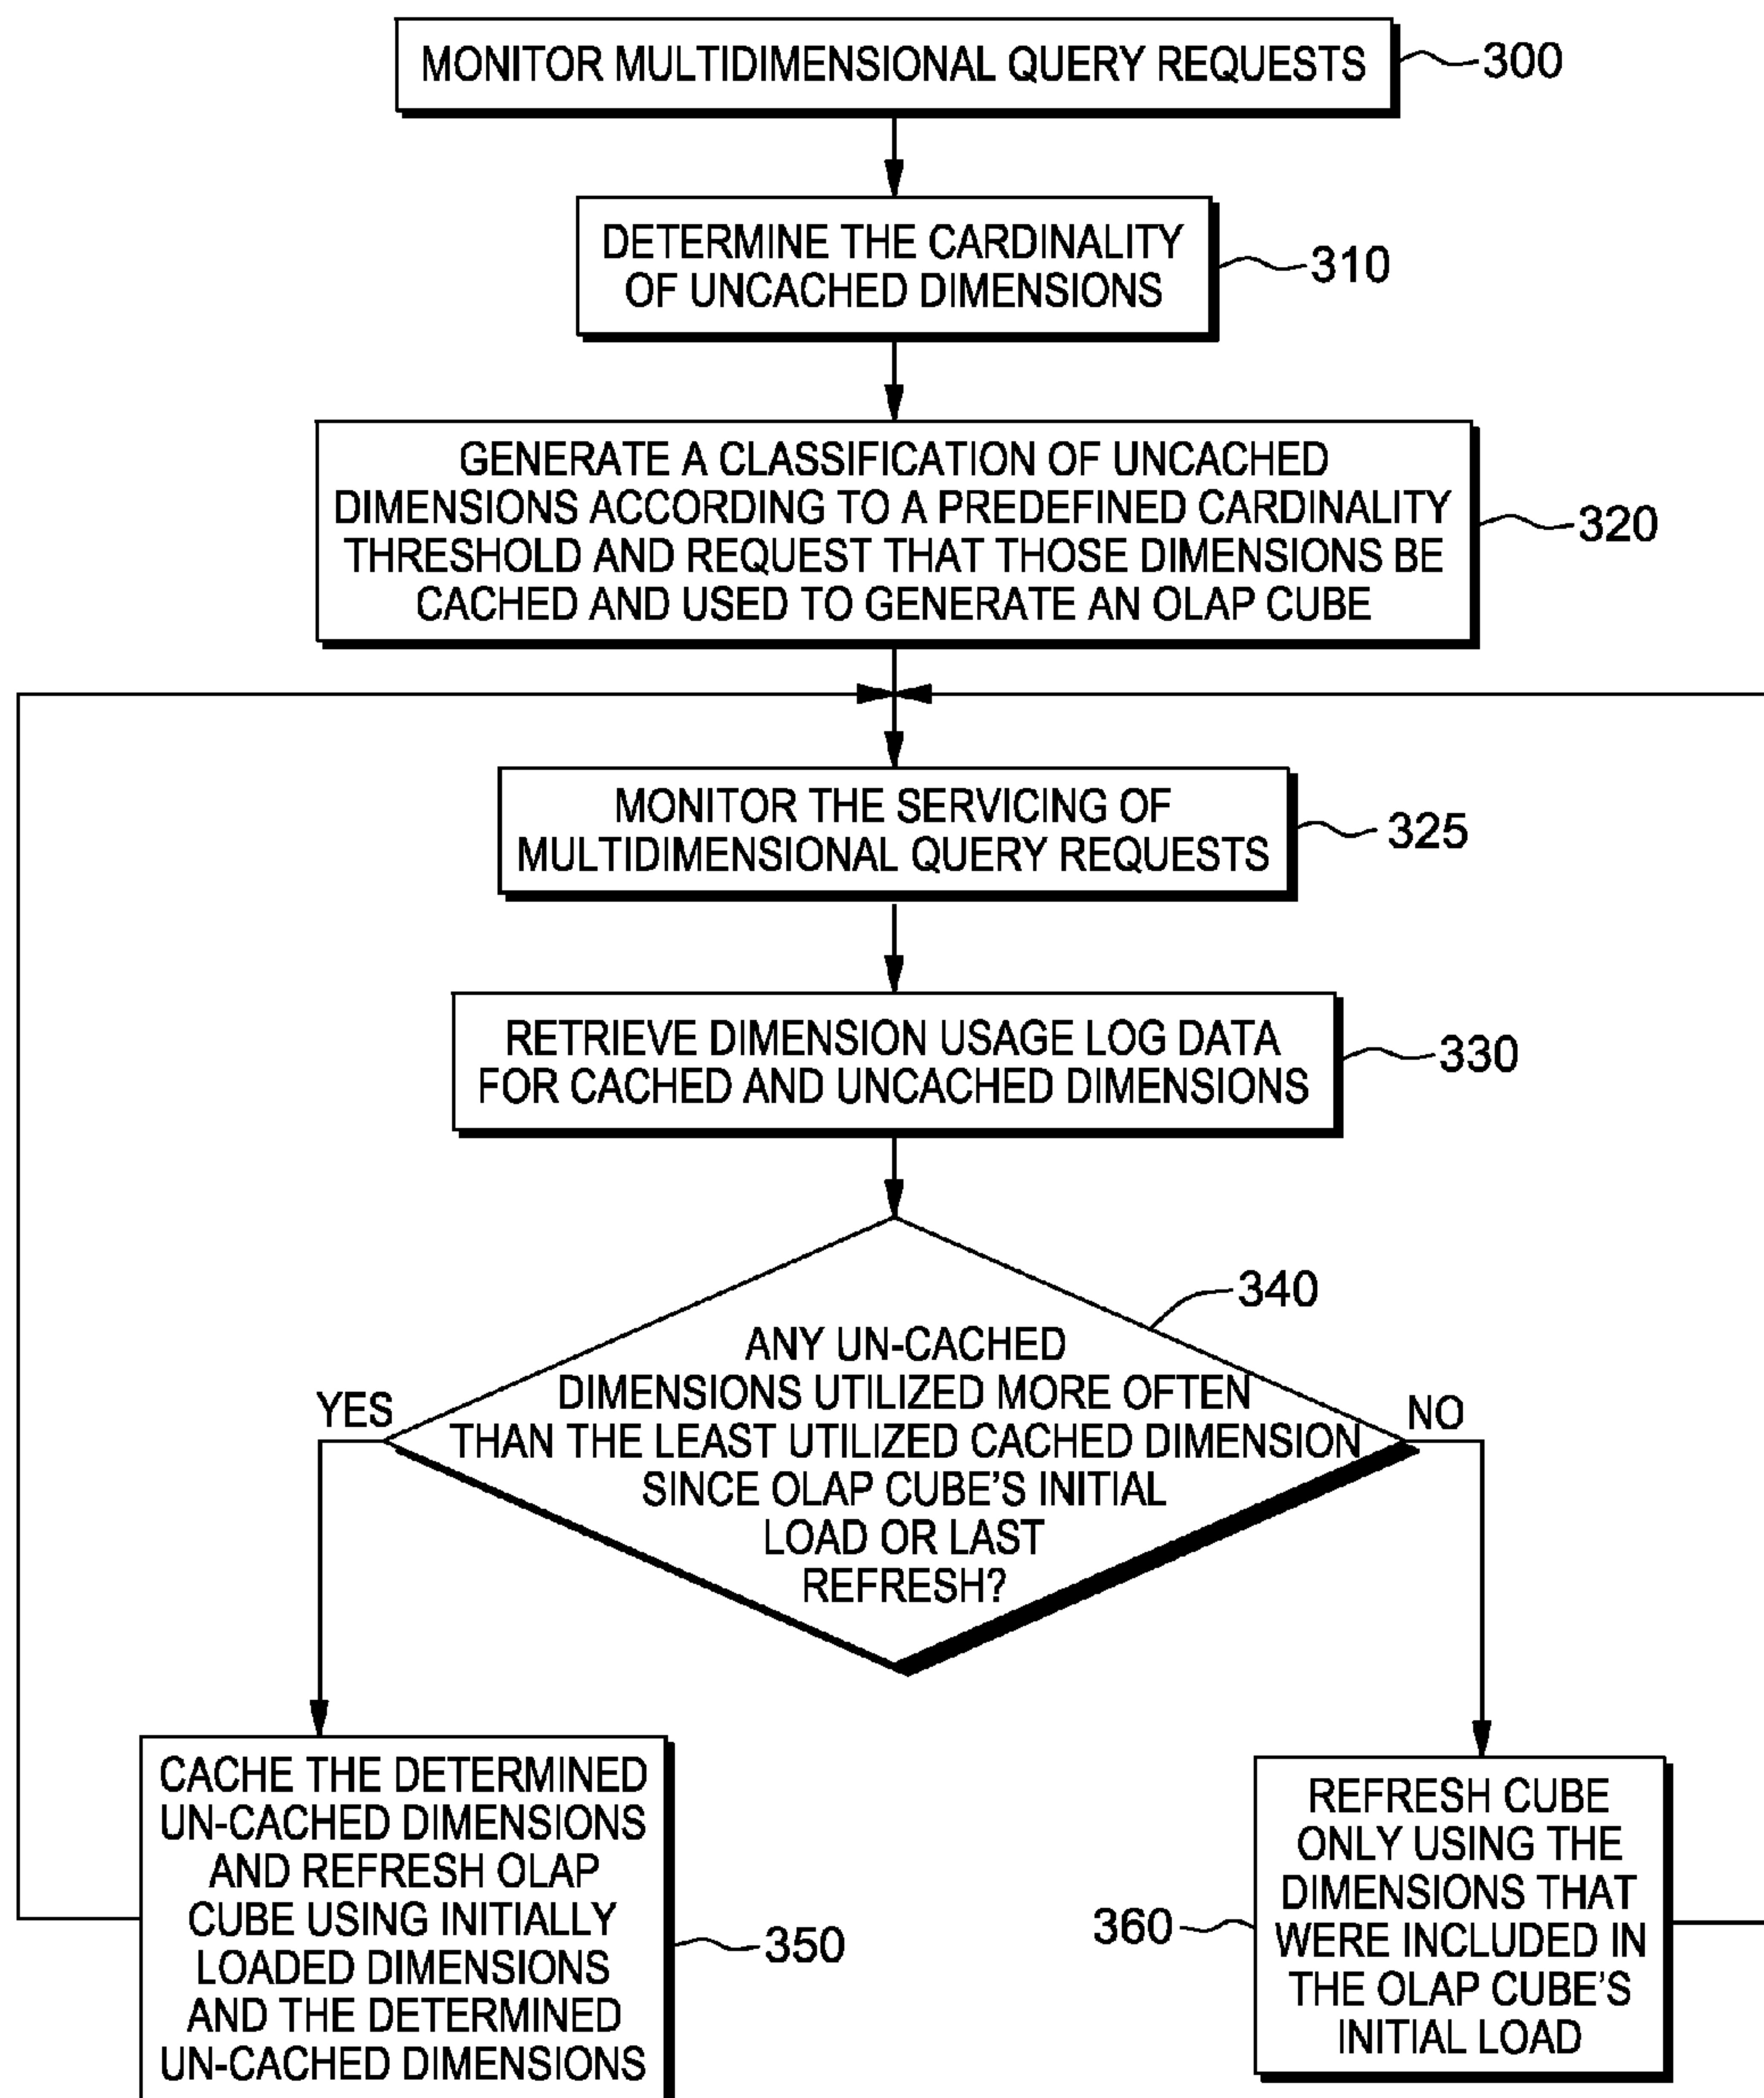 MONITOR MULTIDIMENSIONAL QUERY REQUESTS
300
DETERMINE THE CARDINALITY
OF UNCACHED DIMENSIONS
310
GENERATE A CLASSIFICATION OF UNCACHED
DIMENSIONS ACCORDING TO A PREDEFINED CARDINALITY
THRESHOLD AND REQUEST THAT THOSE DIMENSIONS BE
CACHED AND USED TO GENERATE AN OLAP CUBE
320
MONITOR THE SERVICING OF
MULTIDIMENSIONAL QUERY REQUESTS
325
RETRIEVE DIMENSION USAGE LOG DATA
FOR CACHED AND UNCACHED DIMENSIONS
330
340
ANY UN-CACHED
DIMENSIONS UTILIZED MORE OFTEN
THAN THE LEAST UTILIZED CACHED DIMENSION
SINCE OLAP CUBE'S INITIAL
LOAD OR LAST
REFRESH?
YES
NO
CACHE THE DETERMINED
UN-CACHED DIMENSIONS
AND REFRESH OLAP
CUBE USING INITIALLY
LOADED DIMENSIONS
AND THE DETERMINED
UN-CACHED DIMENSIONS
350
REFRESH CUBE
ONLY USING THE
DIMENSIONS THAT
WERE INCLUDED IN
THE OLAP CUBE'S
INITIAL LOAD
360